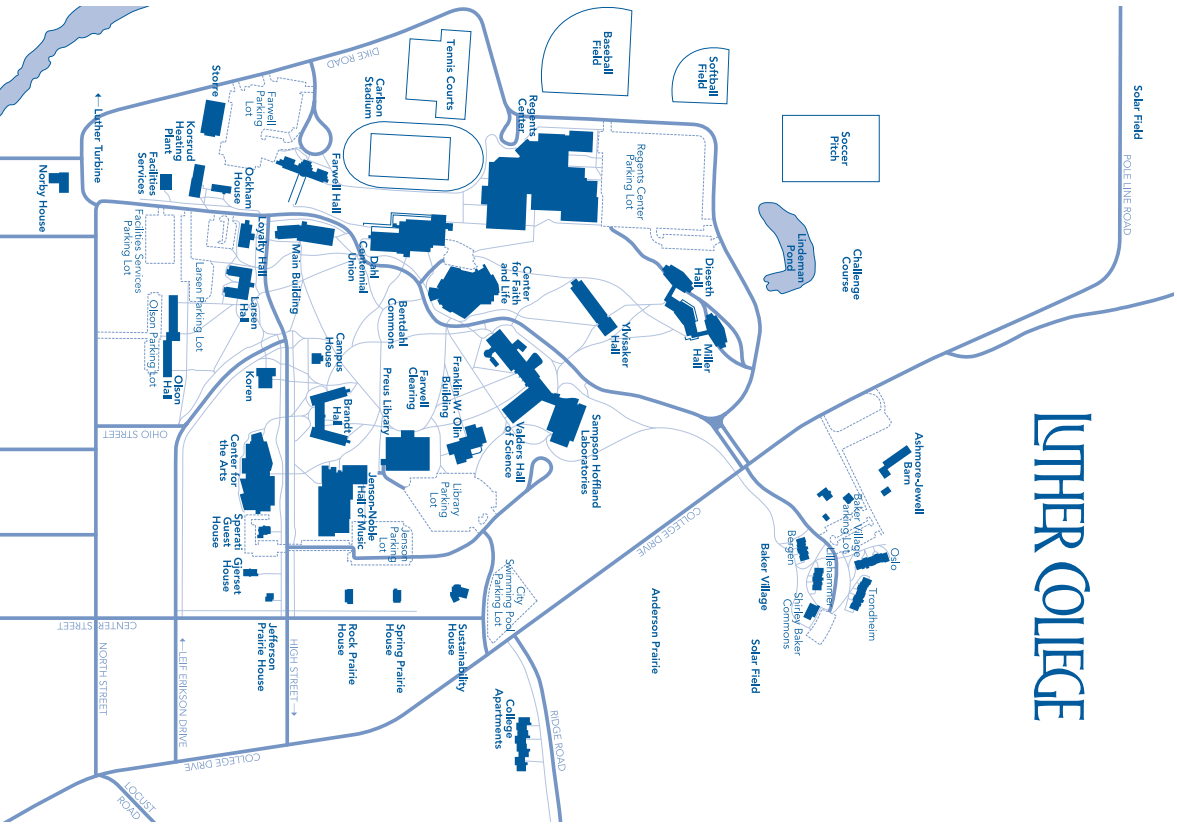 LUTHER COLLEGE
Solar Field
POLE LINE ROAD
Ashmore-Jewell
Barn
Challenge
Course
Soccer
Pitch
Lindeman
Pond
Baker Village
Parking Lot
Oslo
Trondheim
Lillehammer
Bergen
Shirley Baker
Commons
Baker Village
Solar Field
Softball
Field
Baseball
Field
Regents Center
Parking Lot
Dieseth
Hall
Miller
Hall
COLLEGE DRIVE
Anderson Prairie
Ylvisaker
Hall
Sampson Hoffland
Laboratories
RIDGE ROAD
Regents
Center
Center
for Faith
and Life
Valders Hall
of Science
City
Swimming Pool
Parking Lot
College
Apartments
Tennis Courts
Franklin W. Olin
Building
Library
Parking
Lot
Sustainability
House
Farwell
Clearing
Bentdahl
Commons
Preus Library
Jenson
Parking
Lot
Spring Prairie
House
Carlson
Stadium
DIKE ROAD
Dahl
Centennial
Union
Jenson-Noble
Hall of Music
Rock Prairie
House
Farwell Hall
Brandt
Hall
Campus
House
Main Building
HIGH STREET →
Farwell
Parking
Lot
Loyalty Hall
Larsen
Hall
Koren
Jefferson
Prairie House
Ockham
House
Center for
the Arts
Sperati
Guest
House
Gjerset
House
COLLEGE DRIVE
Storre
Korsrud
Heating
Plant
Larsen Parking Lot
Olson
Hall
← LEIF ERIKSON DRIVE
Facilities
Services
Olson Parking Lot
Facilities Services
Parking Lot
OHIO STREET
CENTER STREET
LOCUST
ROAD
← Luther Turbine
NORTH STREET
Norby House